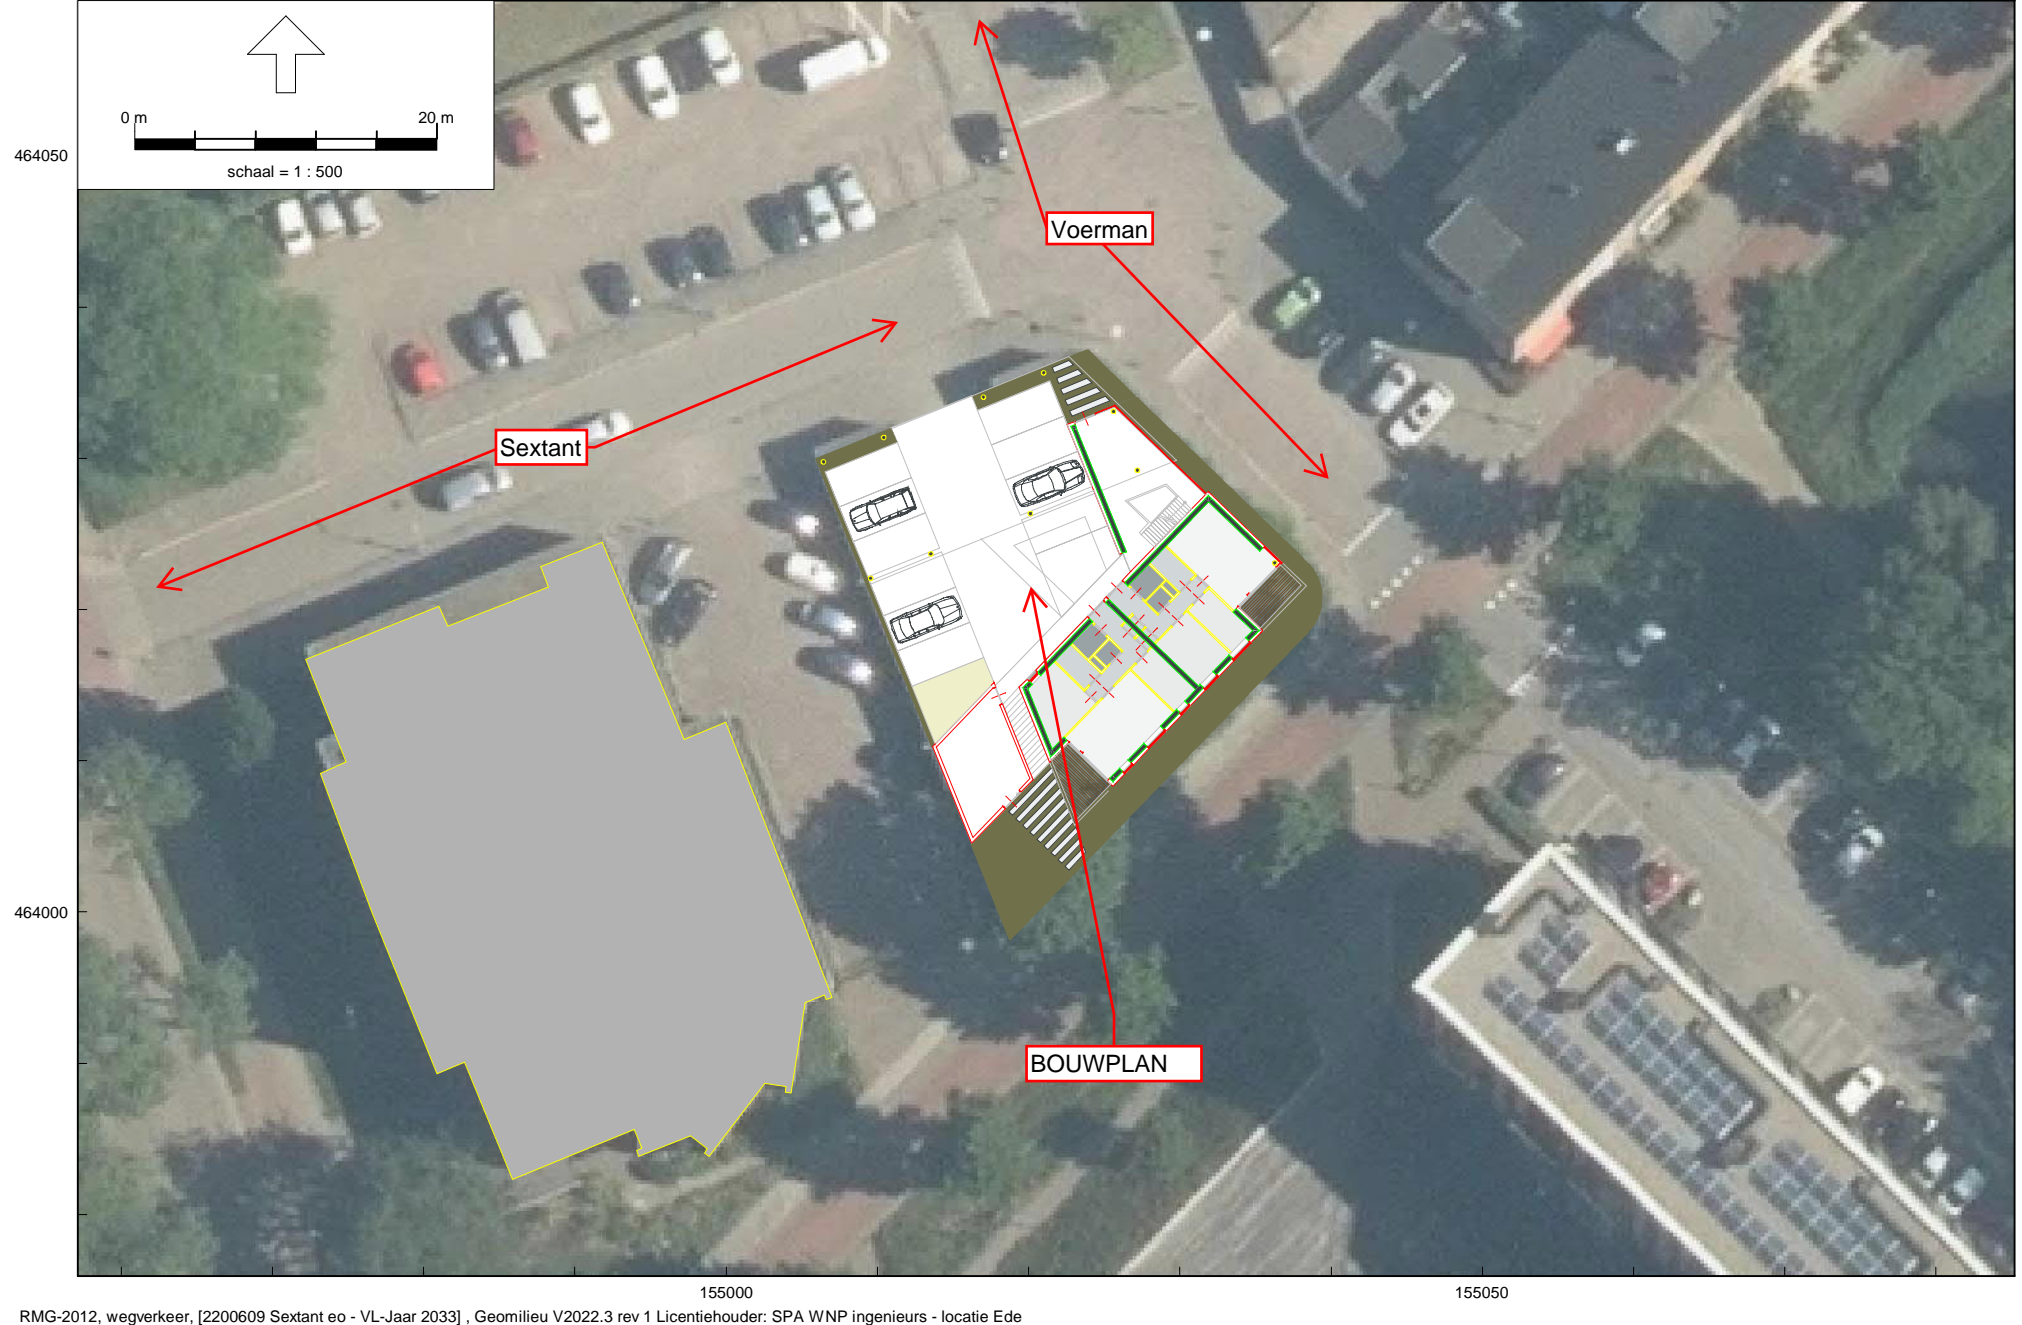 0 m 20 m
schaal = 1 : 500
464050
Voerman
Sextant
464000
BOUWPLAN
155000 155050
RMG-2012, wegverkeer, [2200609 Sextant eo - VL-Jaar 2033] , Geomilieu V2022.3 rev 1 Licentiehouder: SPA WNP ingenieurs - locatie Ede